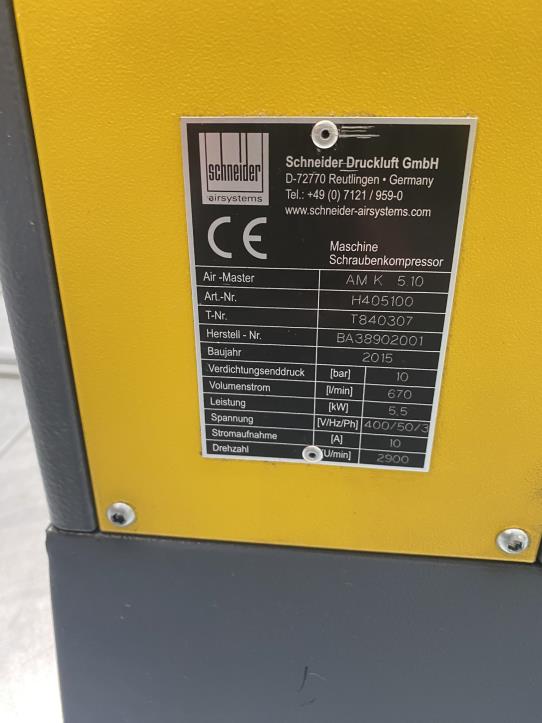 schneider
airsystems
Schneider Druckluft GmbH
D-72770 Reutlingen • Germany
Tel.: +49 (0) 7121 / 959-0
www.schneider-airsystems.com
CE
Maschine
Schraubenkompressor
Air -Master AM K 5.10
Art.-Nr. H405100
T-Nr. T840307
Herstell - Nr. BA38902001
Baujahr 2015
Verdichtungsenddruck [bar] 10
Volumenstrom [l/min] 670
Leistung [kW] 5,5
Spannung [V/Hz/Ph] 400/50/3
Stromaufnahme [A] 10
Drehzahl [U/min] 2900